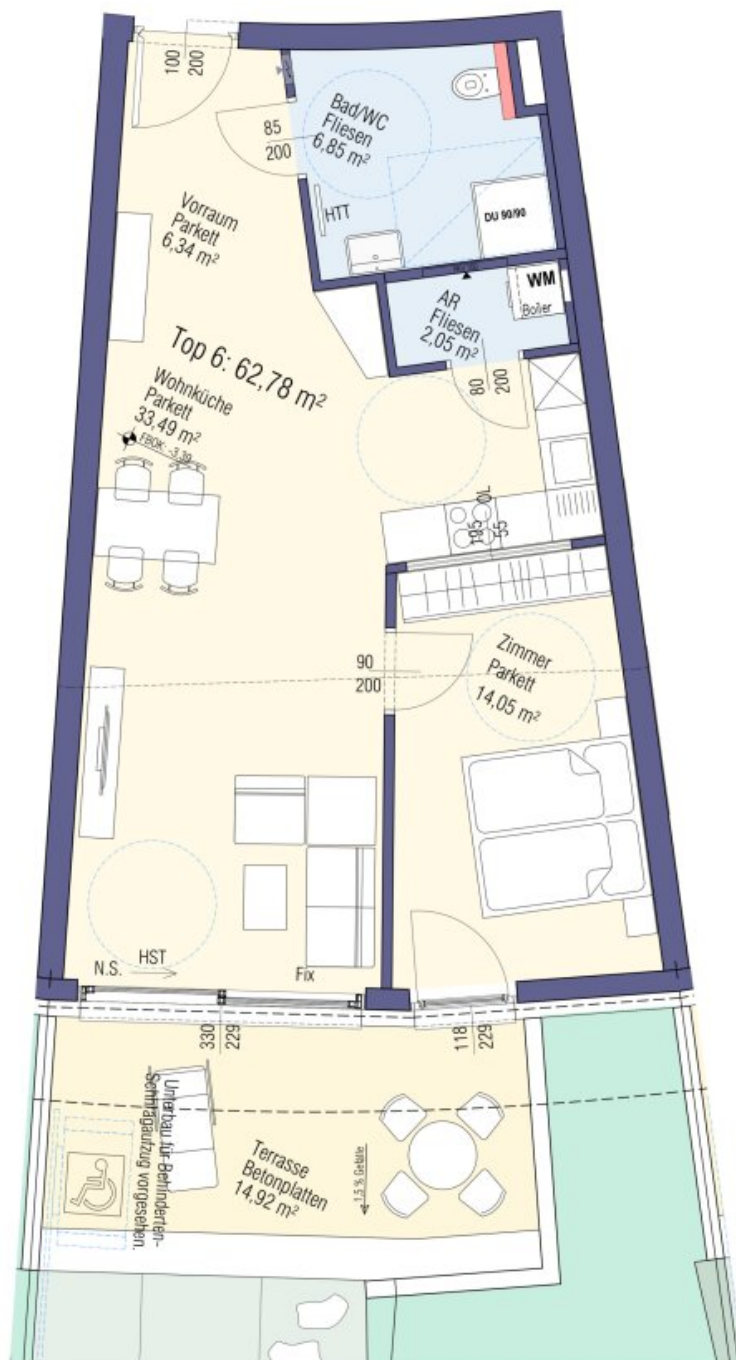 100
200
Bad/WC
Fliesen
6,85 m²
85
200
HTT
DU 90/90
Vorraum
Parkett
6,34 m²
WM
Boiler
AR
Fliesen
2,05 m²
80
200
Top 6: 62,78 m²
Wohnküche
Parkett
33,49 m²
FBOK: -3,39
195
55
OL
Zimmer
Parkett
14,05 m²
90
200
N.S.
HST
Fix
330
229
118
229
Unterbau für Behinderten-
Schrägaufzug vorgesehen.
Terrasse
Betonplatten
14,92 m²
1,5 % Gefälle